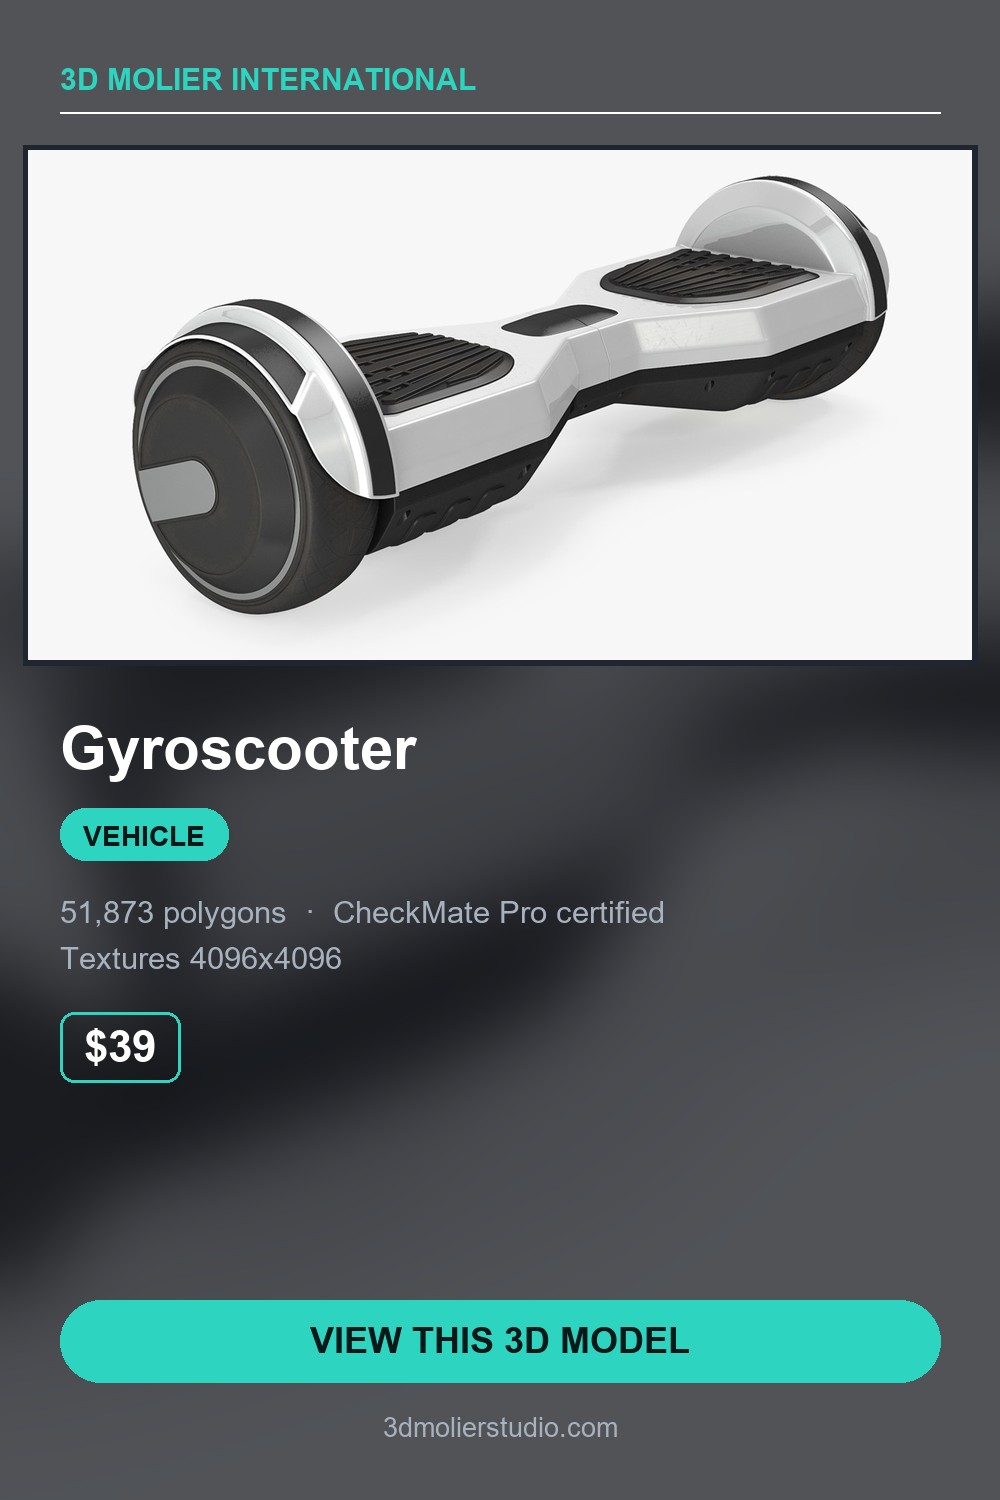 3D MOLIER INTERNATIONAL
Gyroscooter
VEHICLE
51,873 polygons · CheckMate Pro certified
Textures 4096x4096
$39
VIEW THIS 3D MODEL
3dmolierstudio.com